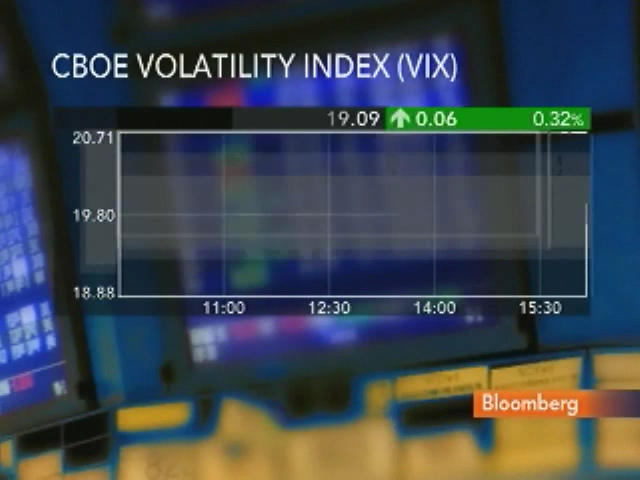 CBOE VOLATILITY INDEX (VIX)
19.09 0.06 0.32%
20.71
19.80
18.88
11:00 12:30 14:00 15:30
Bloomberg